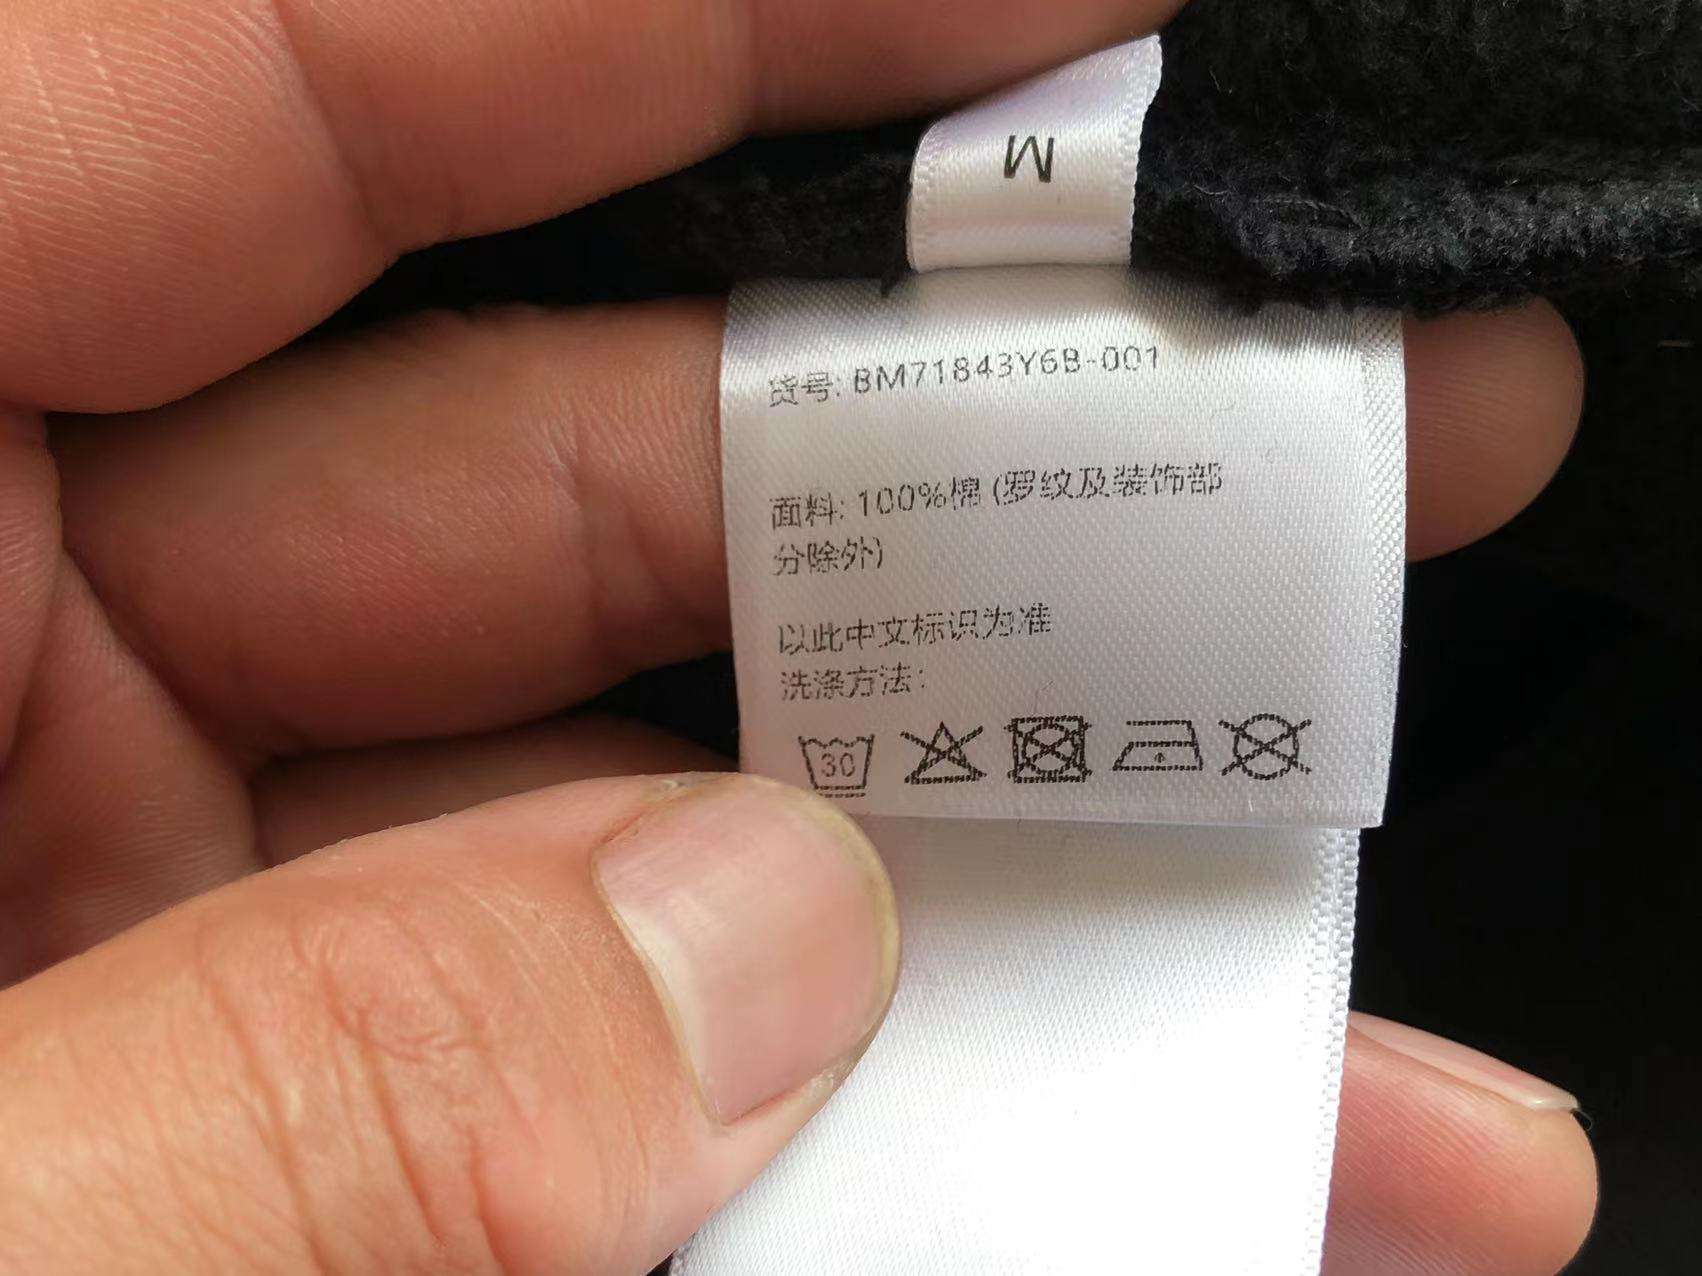 M
货号: BM71843Y6B-001
面料: 100%棉 (罗纹及装饰部
分除外)
以此中文标识为准
洗涤方法:
30